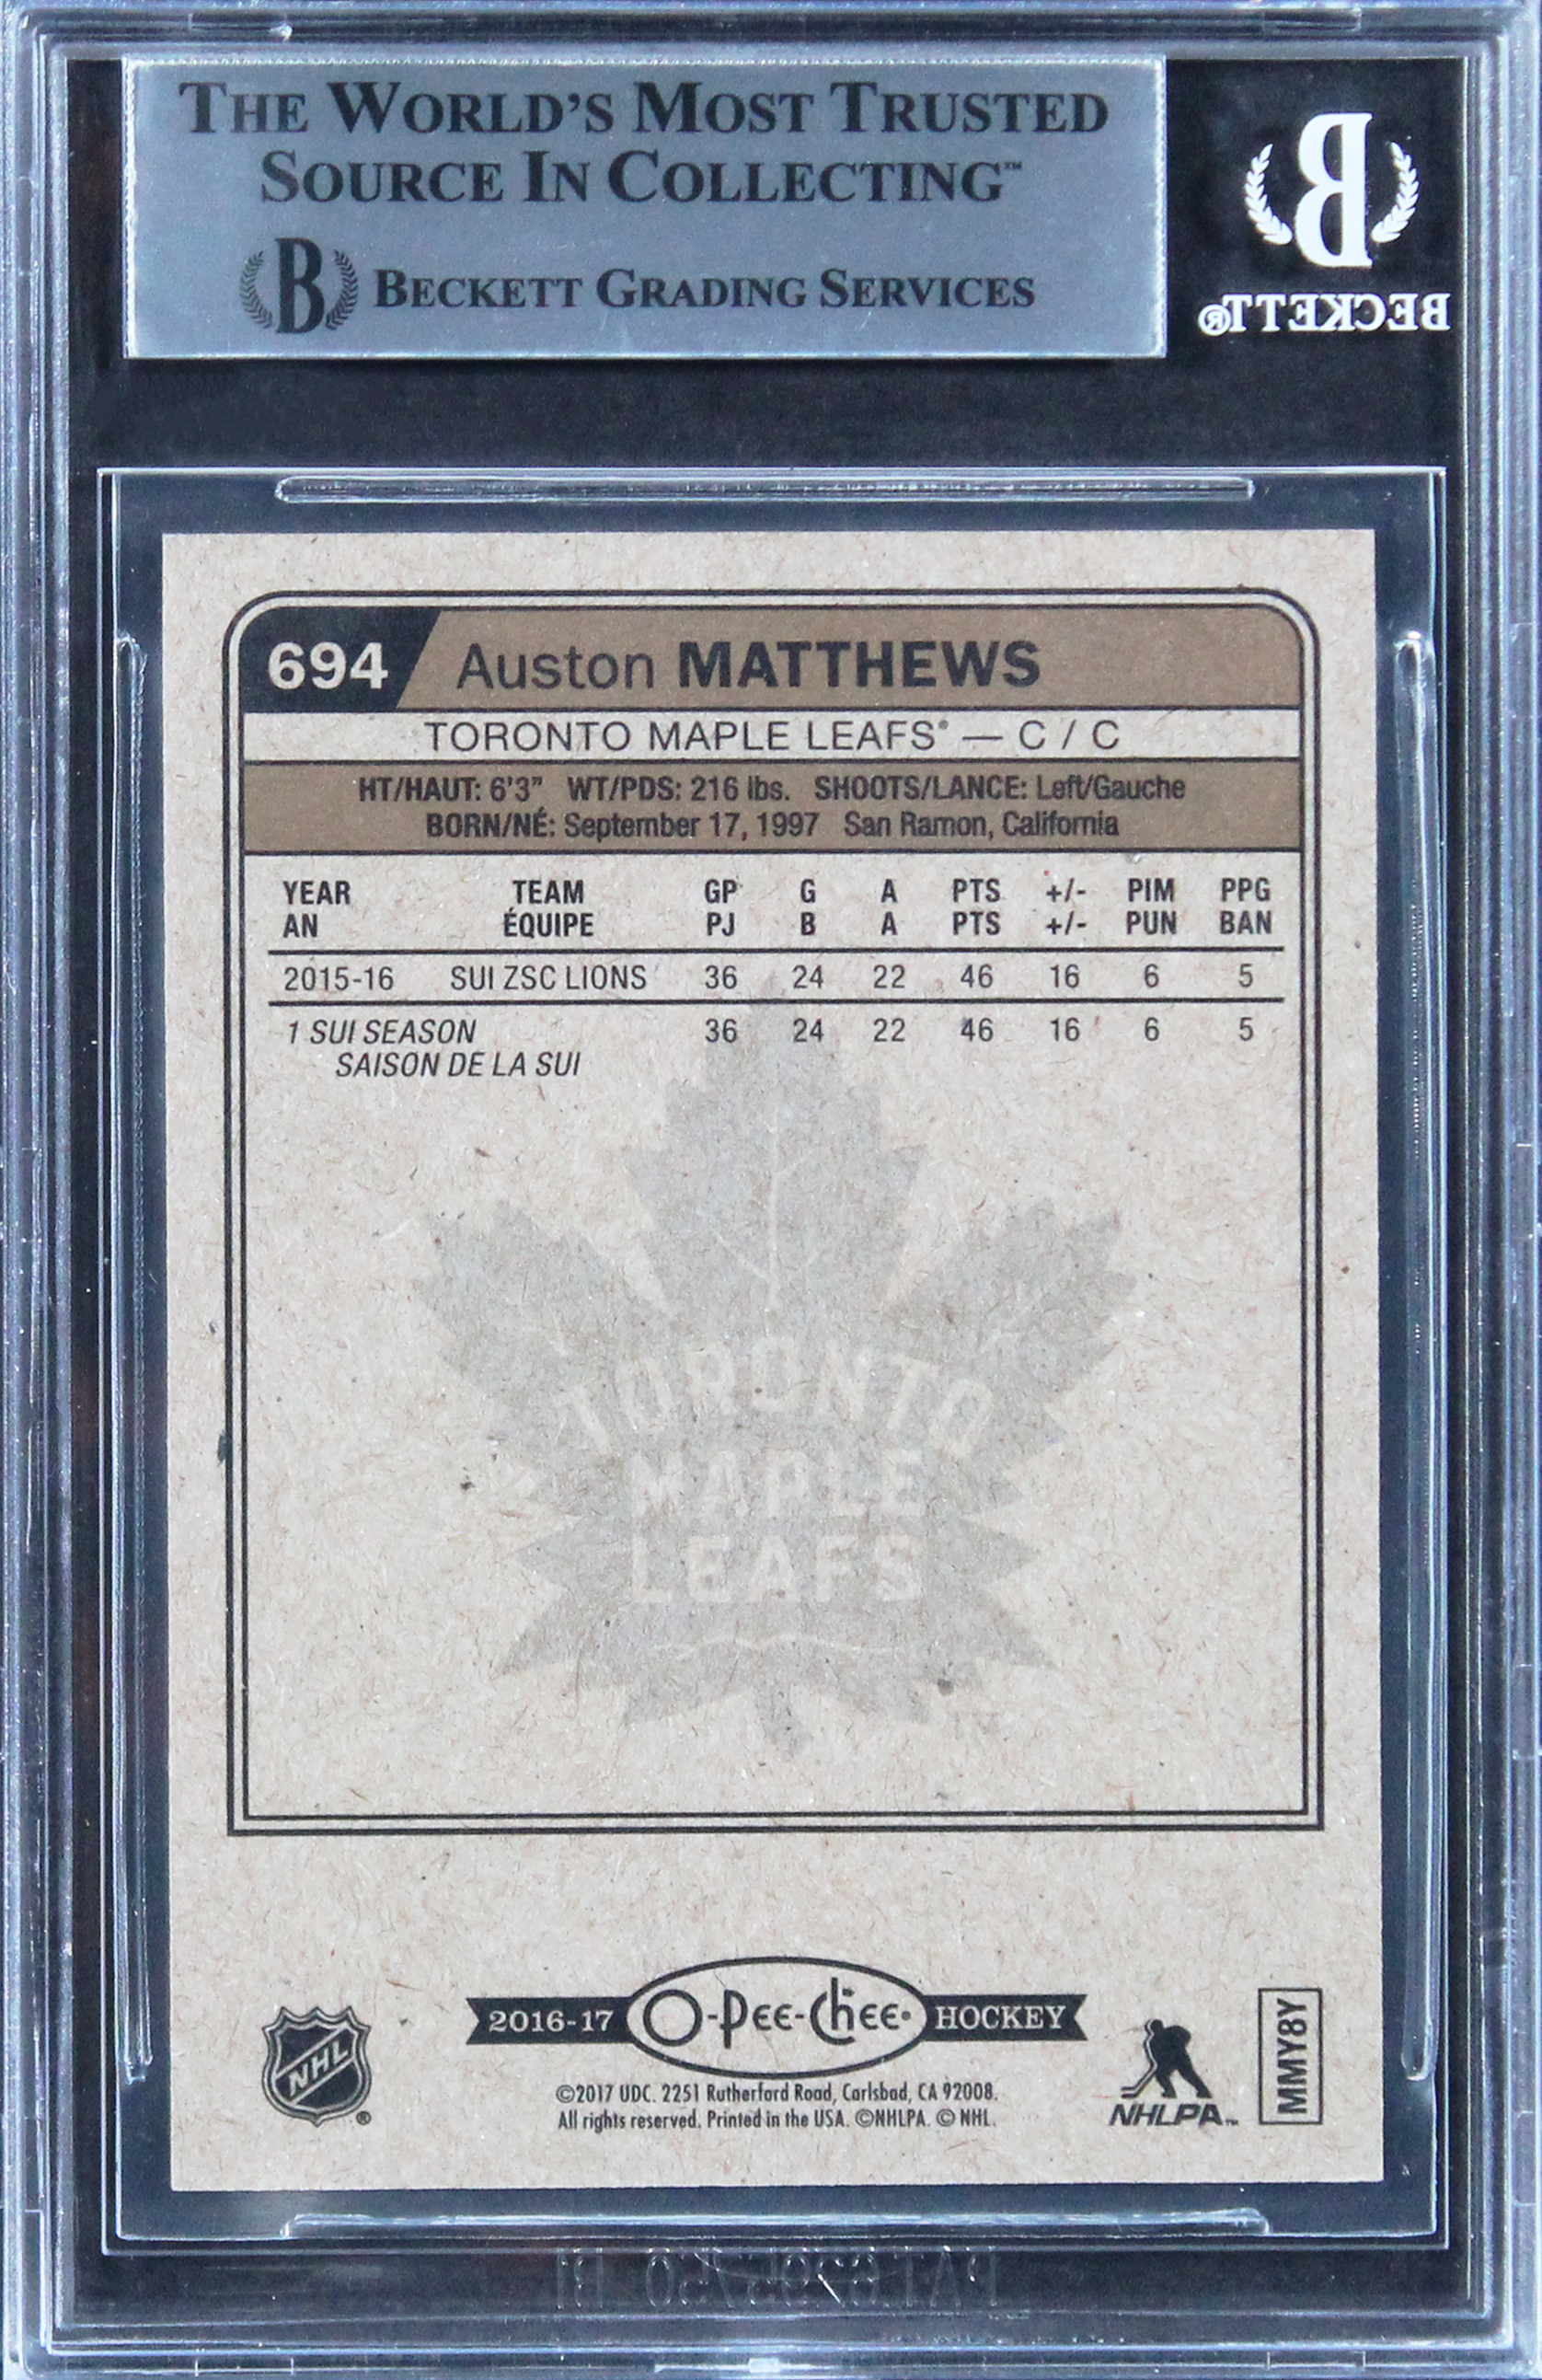 THE WORLD'S MOST TRUSTED
SOURCE IN COLLECTING™
B BECKETT GRADING SERVICES
B
BECKETT®
694 Auston MATTHEWS
TORONTO MAPLE LEAFS® — C / C
HT/HAUT: 6'3” WT/PDS: 216 lbs. SHOOTS/LANCE: Left/Gauche
BORN/NÉ: September 17, 1997 San Ramon, California
YEAR TEAM GP G A PTS +/- PIM PPG
AN ÉQUIPE PJ B A PTS +/- PUN BAN
2015-16 SUI ZSC LIONS 36 24 22 46 16 6 5
1 SUI SEASON 36 24 22 46 16 6 5
SAISON DE LA SUI
TORONTO
MAPLE
LEAFS
2016-17 O-Pee-Chee® HOCKEY
NHL®
©2017 UDC. 2251 Rutherford Road, Carlsbad, CA 92008.
All rights reserved. Printed in the USA. ©NHLPA. © NHL.
NHLPA™
MMY8Y